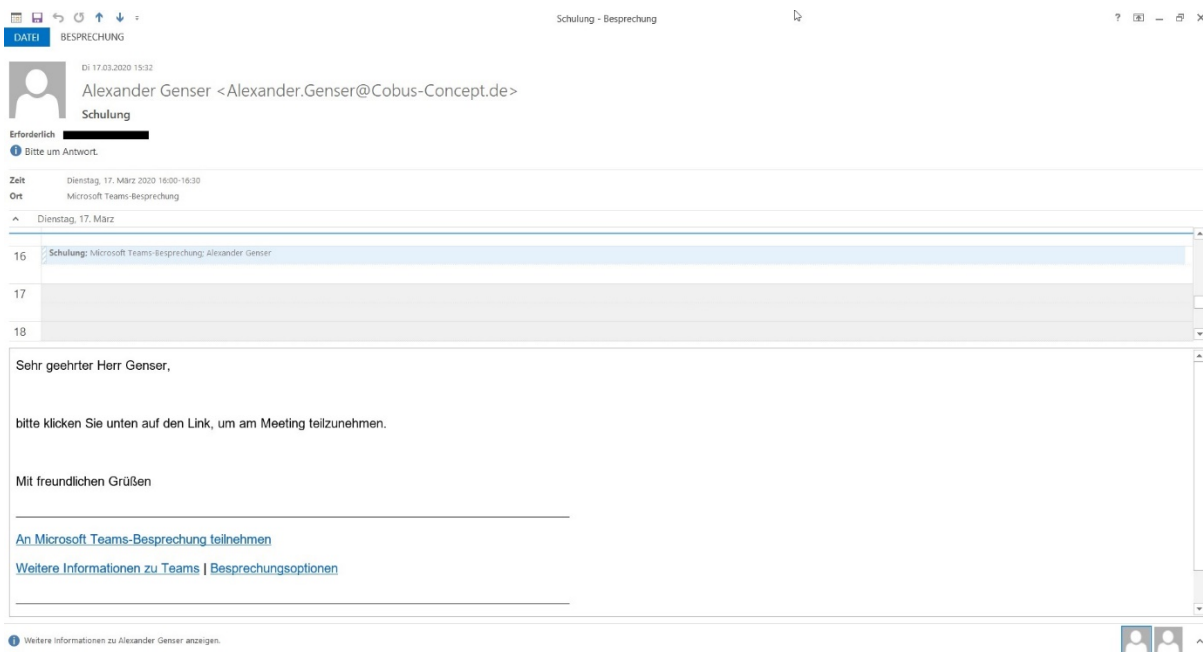 Schulung - Besprechung
DATEI BESPRECHUNG
Di 17.03.2020 15:32
Alexander Genser <Alexander.Genser@Cobus-Concept.de>
Schulung
Erforderlich
Bitte um Antwort.
Zeit Dienstag, 17. März 2020 16:00-16:30
Ort Microsoft Teams-Besprechung
Dienstag, 17. März
16 Schulung: Microsoft Teams-Besprechung; Alexander Genser
17
18
Sehr geehrter Herr Genser,
bitte klicken Sie unten auf den Link, um am Meeting teilzunehmen.
Mit freundlichen Grüßen
An Microsoft Teams-Besprechung teilnehmen
Weitere Informationen zu Teams | Besprechungsoptionen
Weitere Informationen zu Alexander Genser anzeigen.